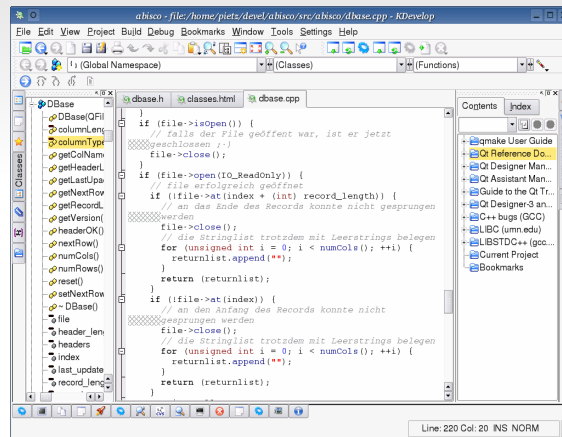 abisco - file:/home/pietz/devel/abisco/src/abisco/dbase.cpp - KDevelop
File Edit View Project Build Debug Bookmarks Window Tools Settings Help
(Global Namespace)
(Classes)
(Functions)
Classes
DBase
DBase(QFil
columnLeng
columnType
getColName
getHeaderL
getLastUpda
getNextRow
getRecordL
getVersion(
headerOK()
nextRow()
numCols()
numRows()
reset()
setNextRow
~ DBase()
file
header_len
headers
index
last_update
record_leng
dbase.h
classes.html
dbase.cpp
}
if (file->isOpen()) {
// falls der File geöffent war, ist er jetzt
geschlossen ;-)
file->close();
}
if (file->open(IO_ReadOnly)) {
// file erfolgreich geöffnet
if (!file->at(index + (int) record_length)) {
// an das Ende des Records konnte nicht gesprungen
werden
file->close();
// die Stringlist trotzdem mit Leerstrings belegen
for (unsigned int i = 0; i < numCols(); ++i) {
returnlist.append("");
}
return (returnlist);
}
if (!file->at(index)) {
// an den Anfang des Records konnte nicht
gesprungen werden
file->close();
// die Stringlist trotzdem mit Leerstrings belegen
for (unsigned int i = 0; i < numCols(); ++i) {
returnlist.append("");
}
return (returnlist);
}
Contents
Index
qmake User Guide
Qt Reference Do...
Qt Designer Man...
Qt Assistant Man...
Guide to the Qt Tr...
Qt Designer-3 an...
C++ bugs (GCC)
LIBC (umn.edu)
LIBSTDC++ (gcc....
Current Project
Bookmarks
Line: 220 Col: 20 INS NORM